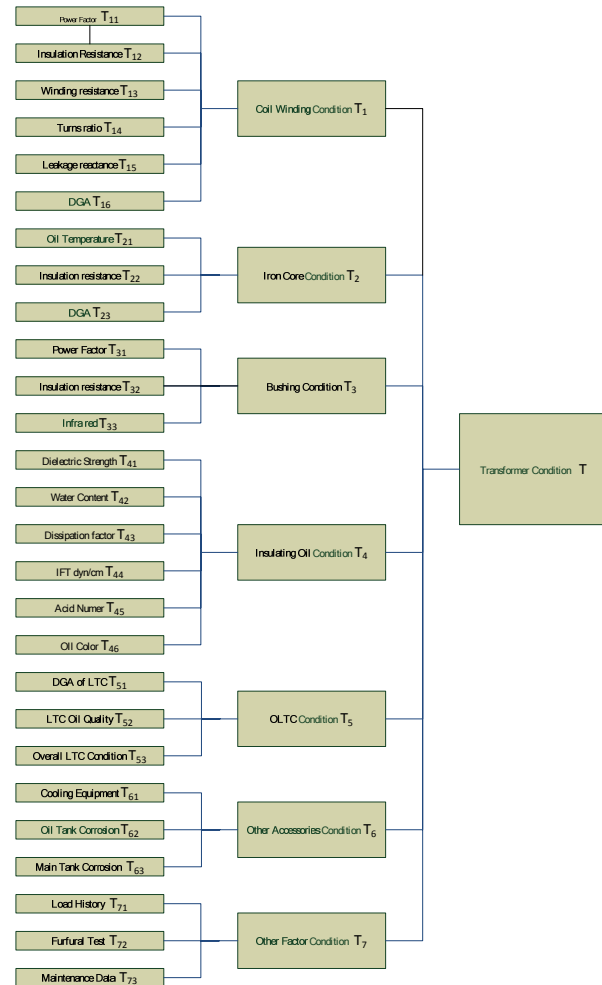 Power Factor T11
Insulation Resistance T12
Winding resistance T13
Turns ratio T14
Leakage reactance T15
DGA T16
Coil Winding Condition T1
Oil Temperature T21
Insulation resistance T22
DGA T23
Iron Core Condition T2
Power Factor T31
Insulation resistance T32
Infra red T33
Bushing Condition T3
Dielectric Strength T41
Water Content T42
Dissipation factor T43
IFT dyn/cm T44
Acid Numer T45
OIl Color T46
Insulating Oil Condition T4
DGA of LTC T51
LTC Oil Quality T52
Overall LTC Condition T53
OLTC Condition T5
Cooling Equipment T61
Oil Tank Corrosion T62
Main Tank Corrosion T63
Other Accessories Condition T6
Load History T71
Furfural Test T72
Maintenance Data T73
Other Factor Condition T7
Transformer Condition T